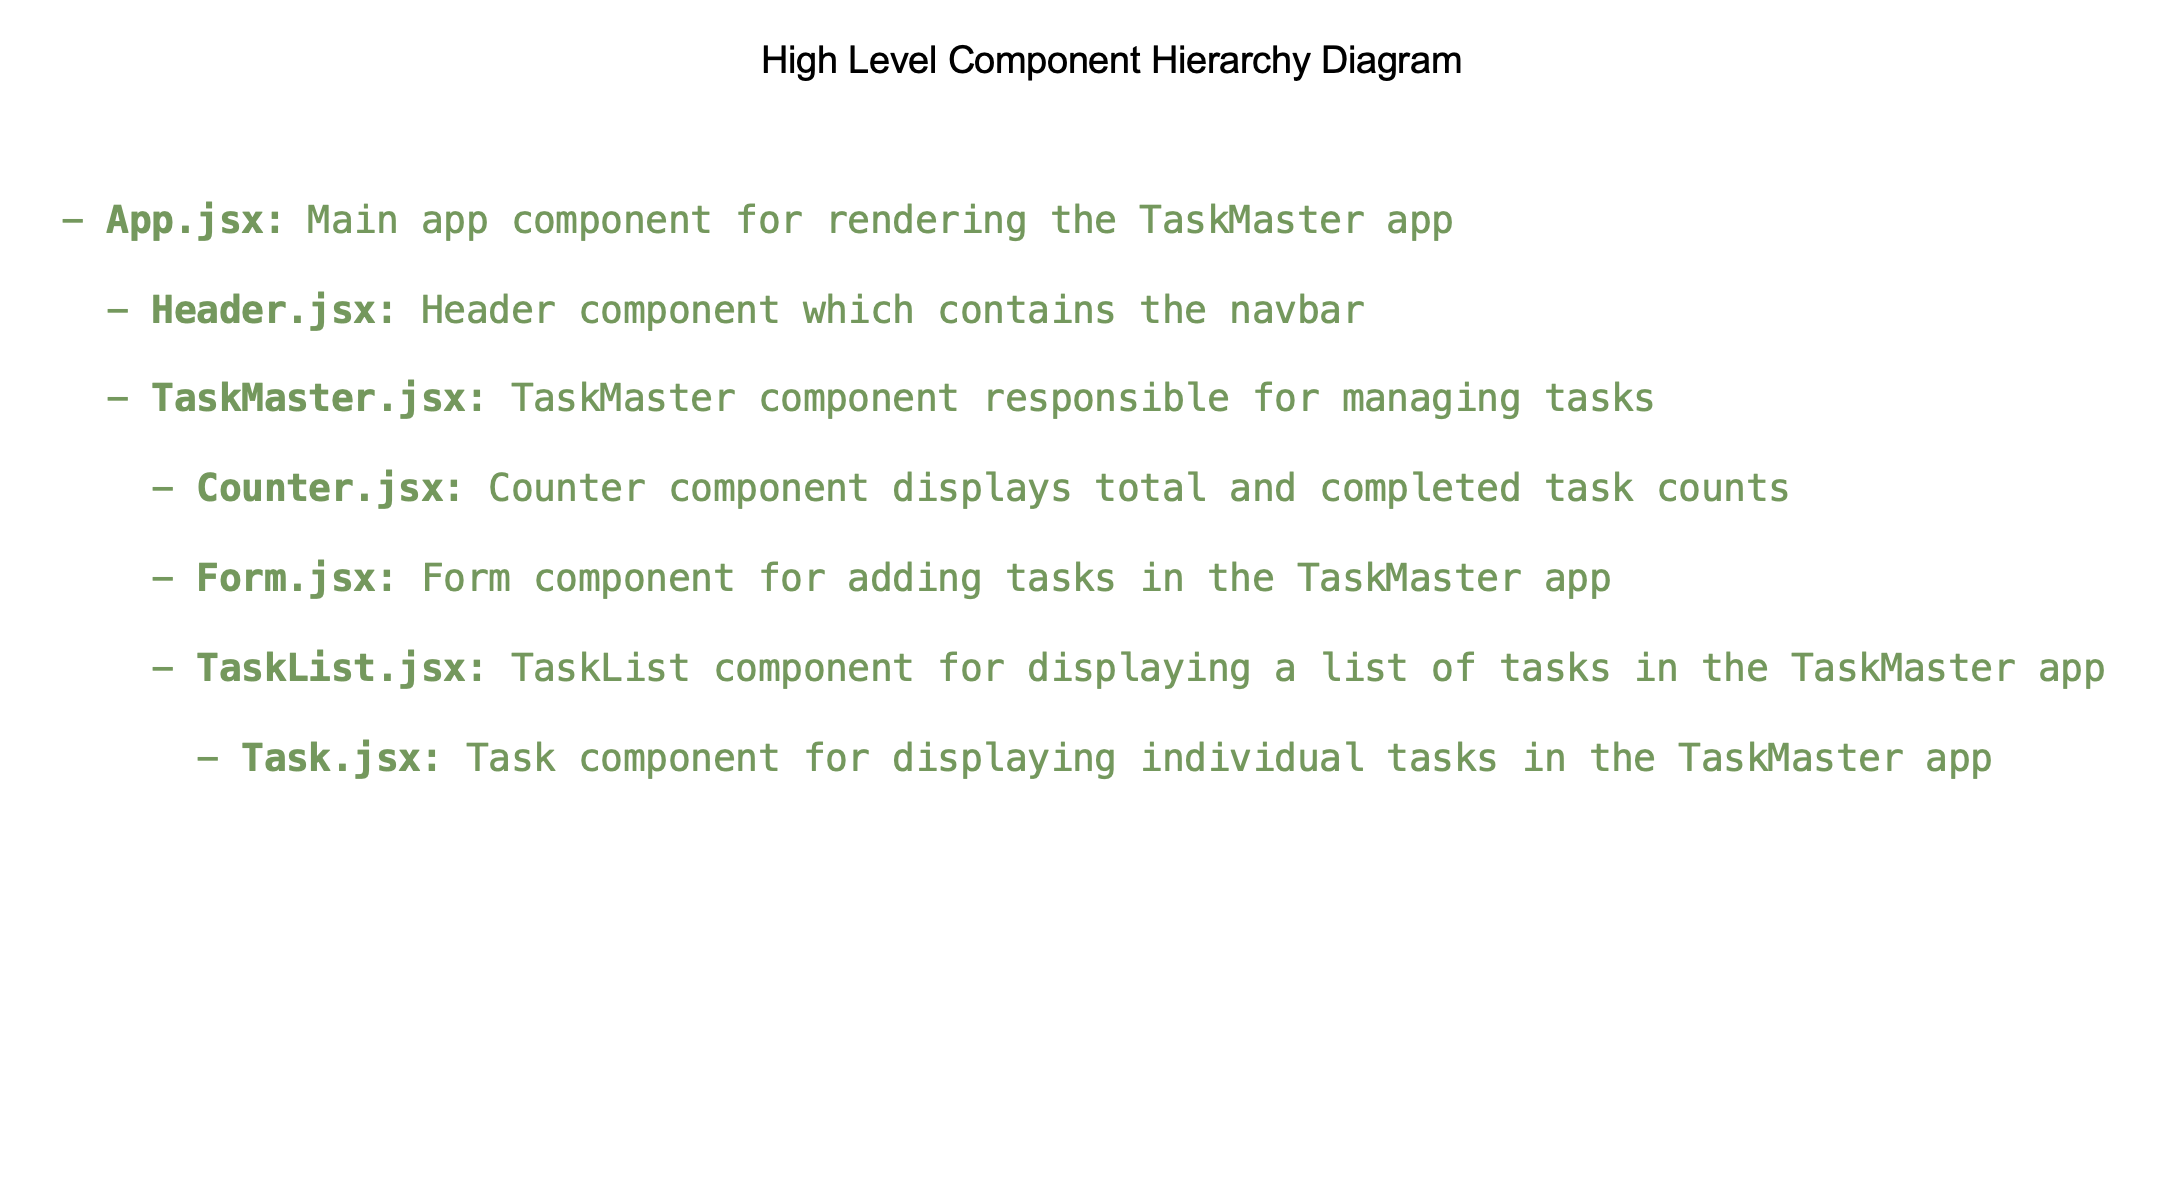 High Level Component Hierarchy Diagram
- App.jsx: Main app component for rendering the TaskMaster app
- Header.jsx: Header component which contains the navbar
- TaskMaster.jsx: TaskMaster component responsible for managing tasks
- Counter.jsx: Counter component displays total and completed task counts
- Form.jsx: Form component for adding tasks in the TaskMaster app
- TaskList.jsx: TaskList component for displaying a list of tasks in the TaskMaster app
- Task.jsx: Task component for displaying individual tasks in the TaskMaster app